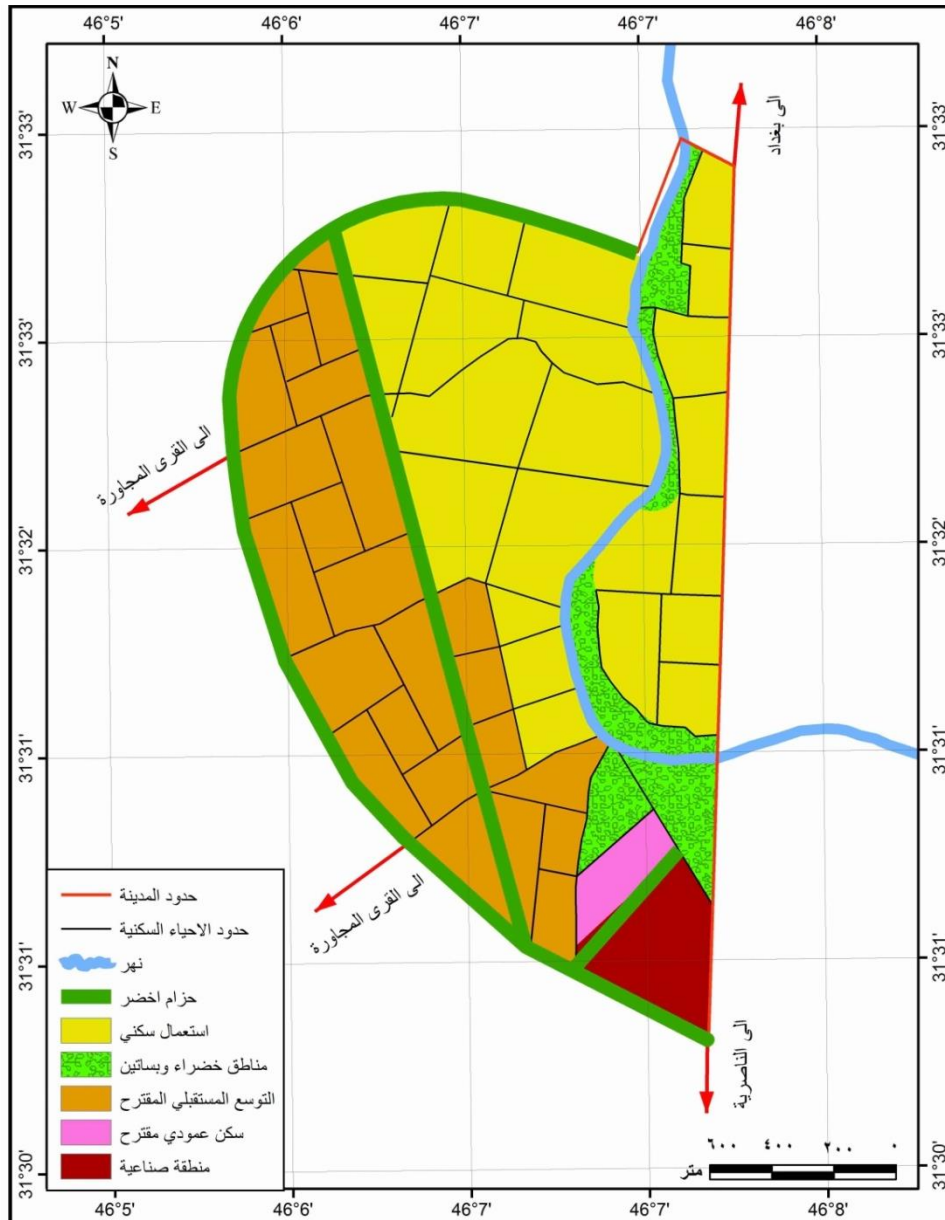 46°5' 46°6' 46°7' 46°7' 46°8'
N
W E
S
31°33' 31°33'
الى بغداد
31°33' 31°33'
الى القرى المجاورة
31°32' 31°32'
31°31' 31°31'
الى القرى المجاورة
حدود المدينة
حدود الاحياء السكنية
نهر
حزام اخضر
استعمال سكني
مناطق خضراء وبساتين
التوسع المستقبلي المقترح
سكن عمودي مقترح
منطقة صناعية
31°31' 31°31'
الى الناصرية
٦٠٠ ٤٠٠ ٢٠٠ ٠
متر
31°30' 31°30'
46°5' 46°6' 46°7' 46°7' 46°8'